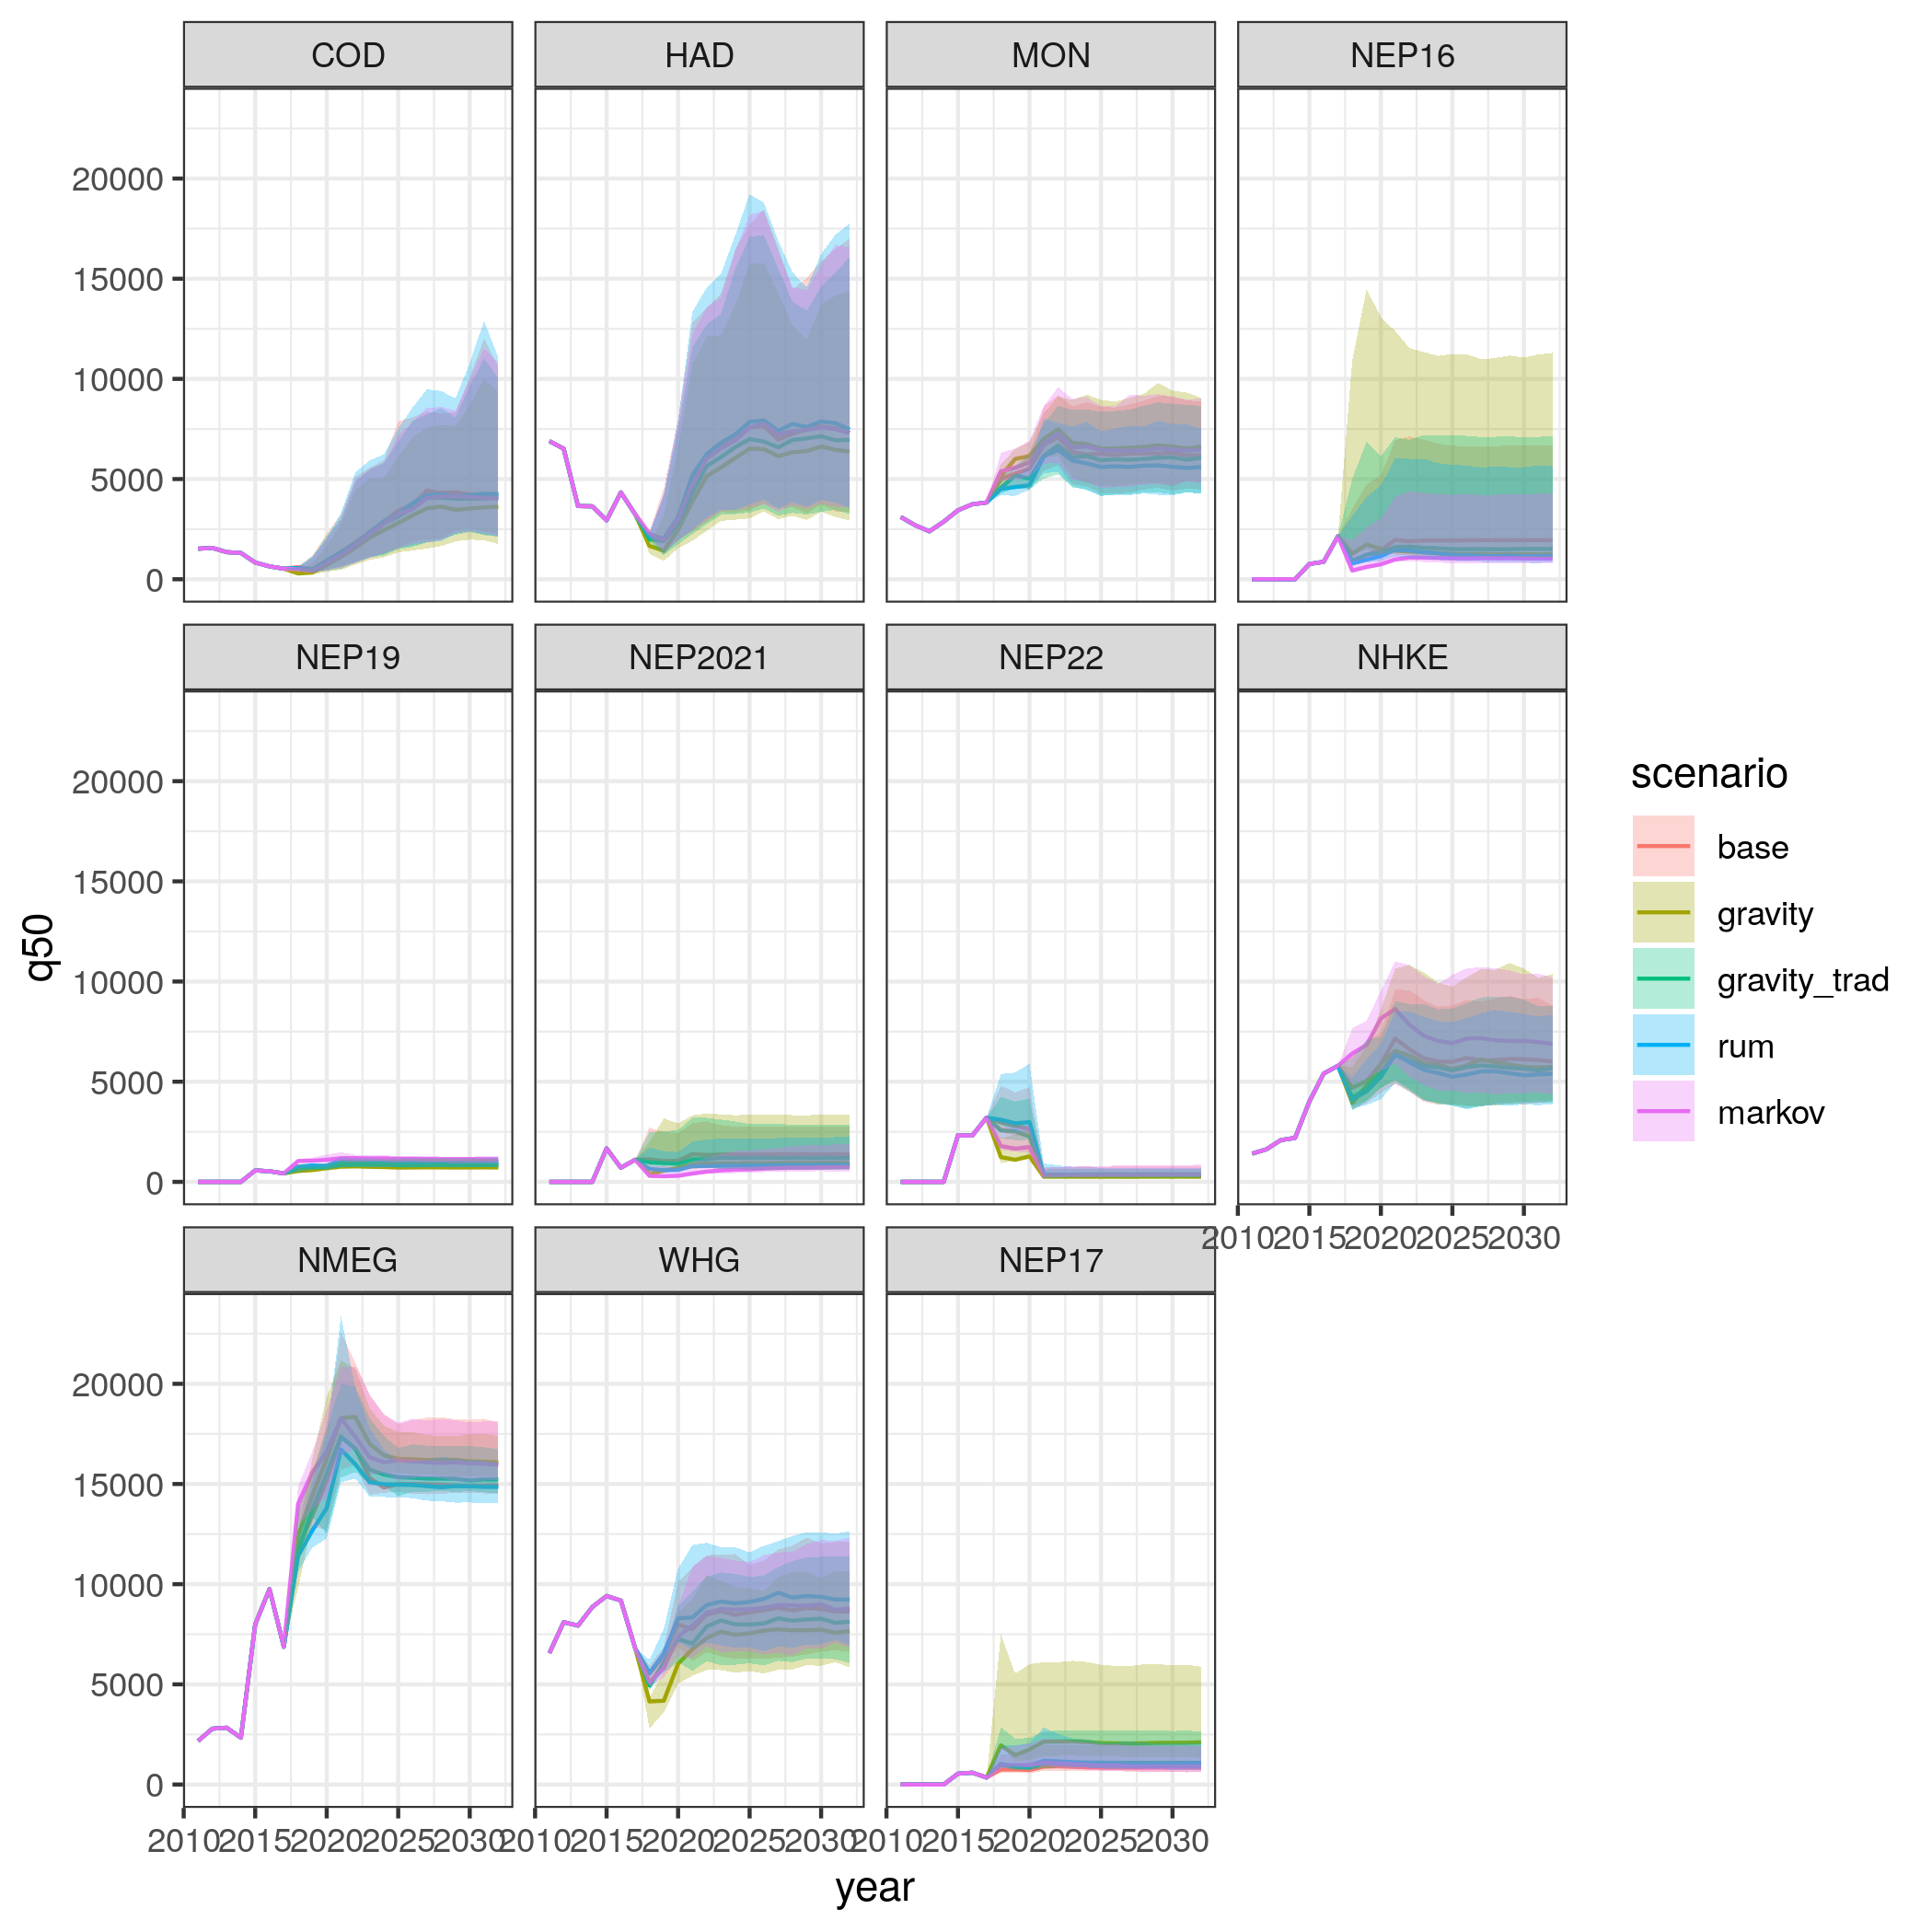 COD HAD MON NEP16
20000
15000
10000
5000
0
NEP19 NEP2021 NEP22 NHKE
20000
15000
10000
5000
0
2010 2015 2020 2025 2030
NMEG WHG NEP17
20000
15000
10000
5000
0
2010 2015 2020 2025 2030 2010 2015 2020 2025 2030 2010 2015 2020 2025 2030
year
q50
scenario
base
gravity
gravity_trad
rum
markov